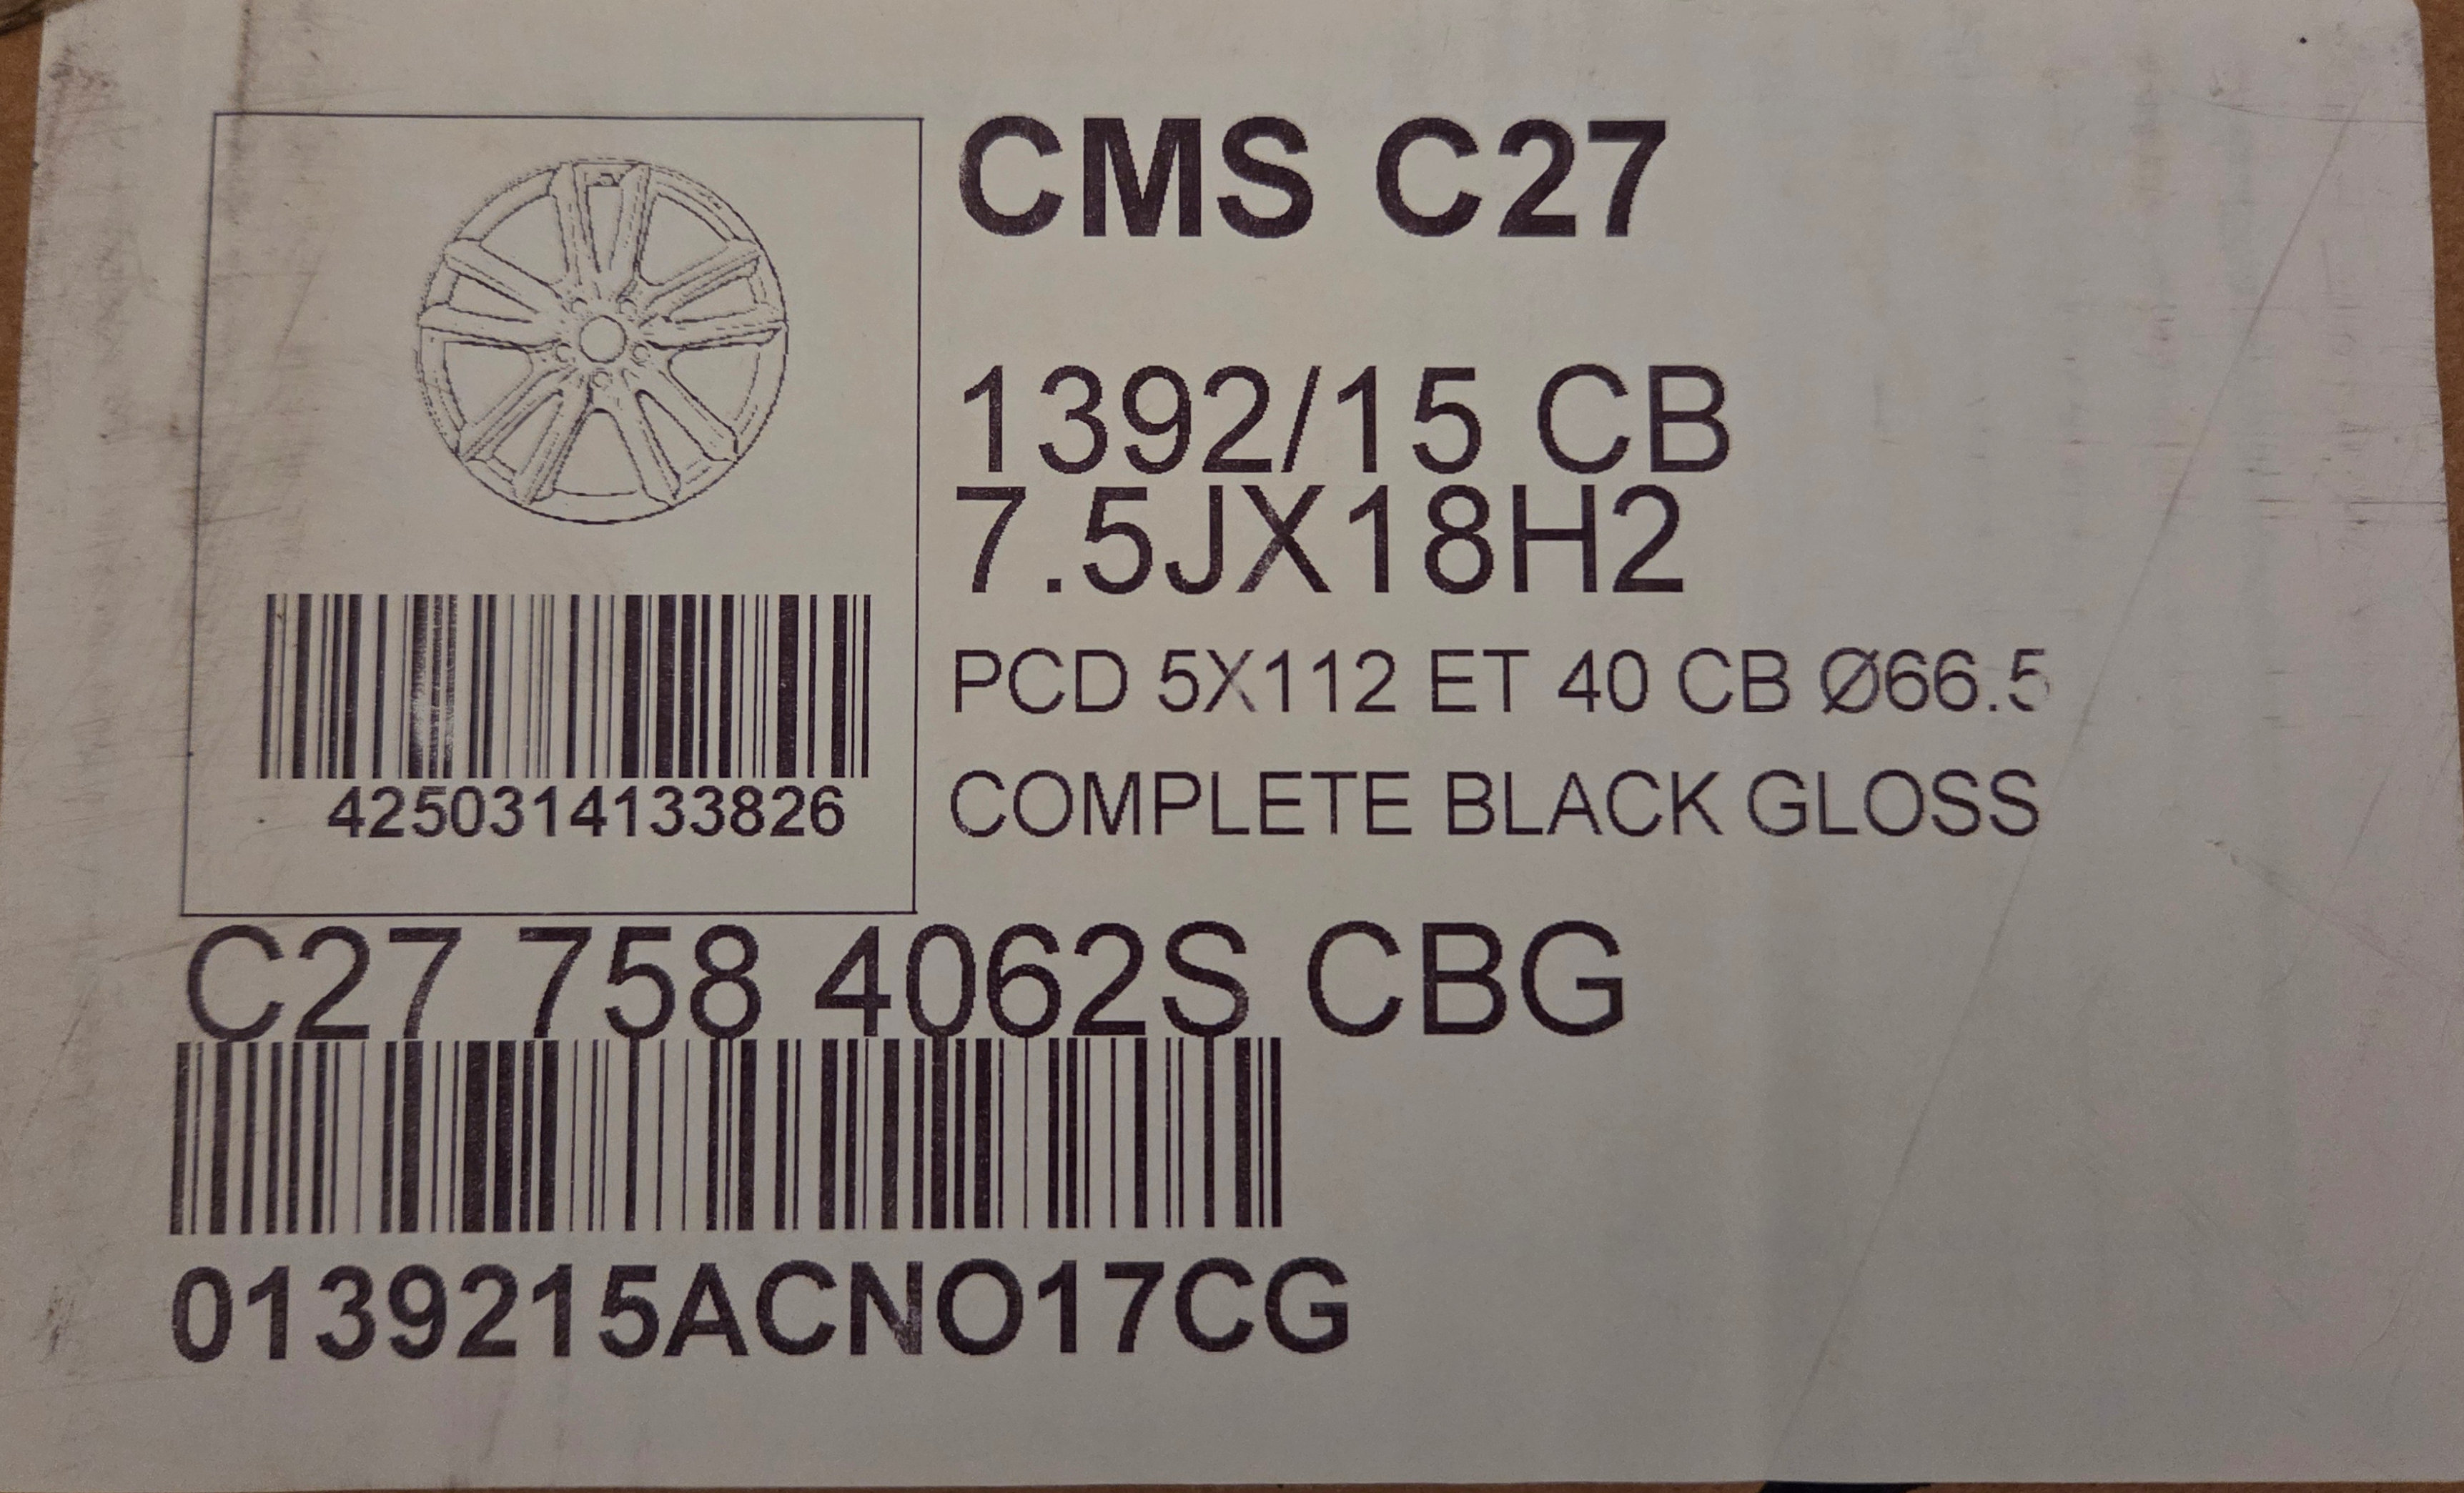 CMS C27
1392/15 CB
7.5JX18H2
PCD 5X112 ET 40 CB Ø66.5
COMPLETE BLACK GLOSS
4250314133826
C27 758 4062S CBG
0139215ACNO17CG